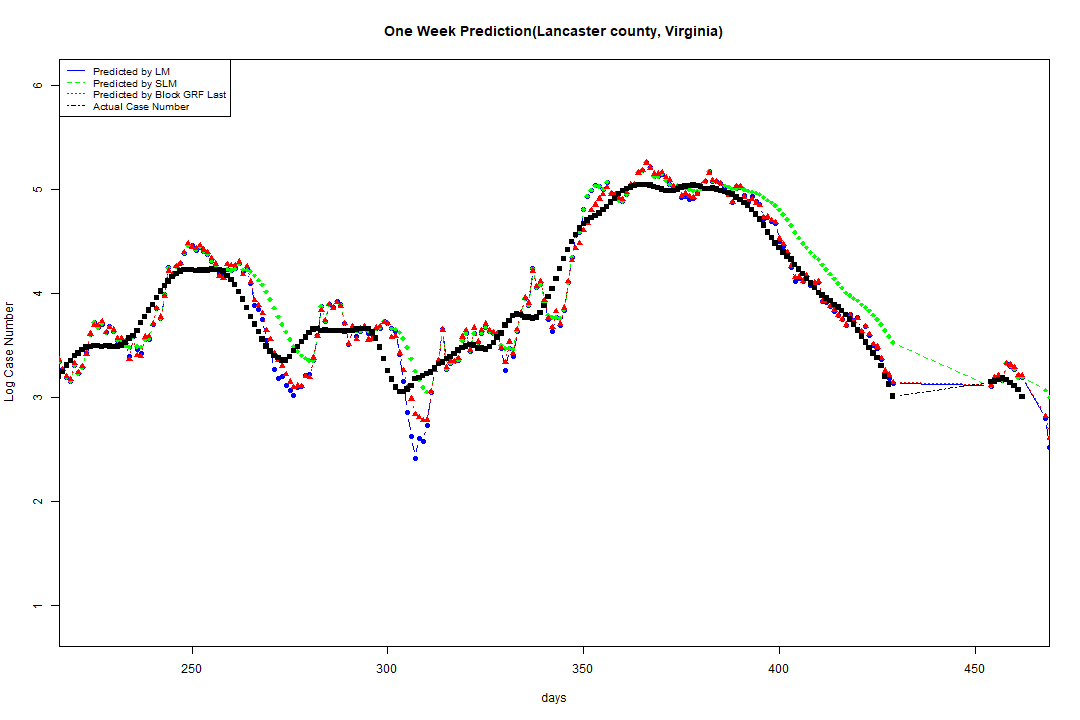 One Week Prediction(Lancaster county, Virginia)
Predicted by LM
Predicted by SLM
Predicted by Block GRF Last
Actual Case Number
6
5
4
3
2
1
Log Case Number
250
300
350
400
450
days